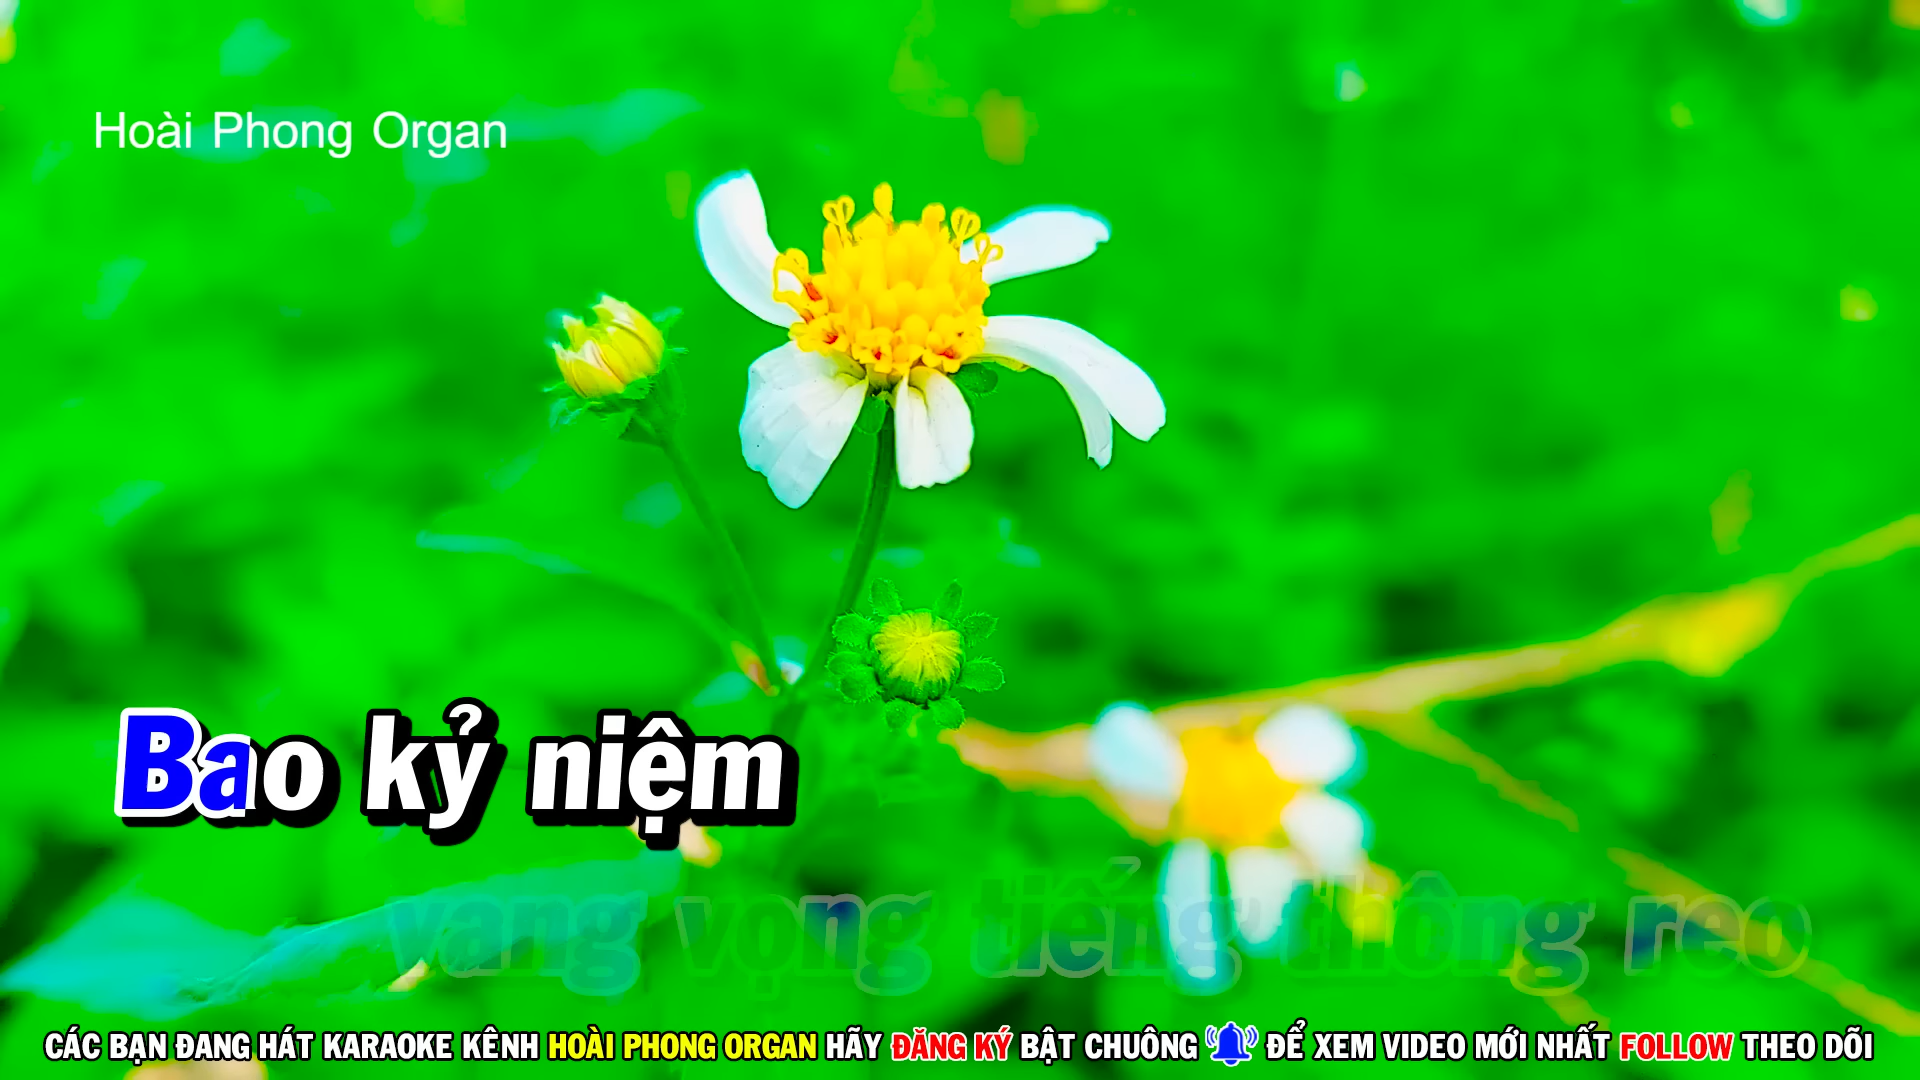 Hoài Phong Organ
Bao kỷ niệm
vang vọng tiếng thông reo
CÁC BẠN ĐANG HÁT KARAOKE KÊNH HOÀI PHONG ORGAN HÃY ĐĂNG KÝ BẬT CHUÔNG ĐỂ XEM VIDEO MỚI NHẤT FOLLOW THEO DÕI